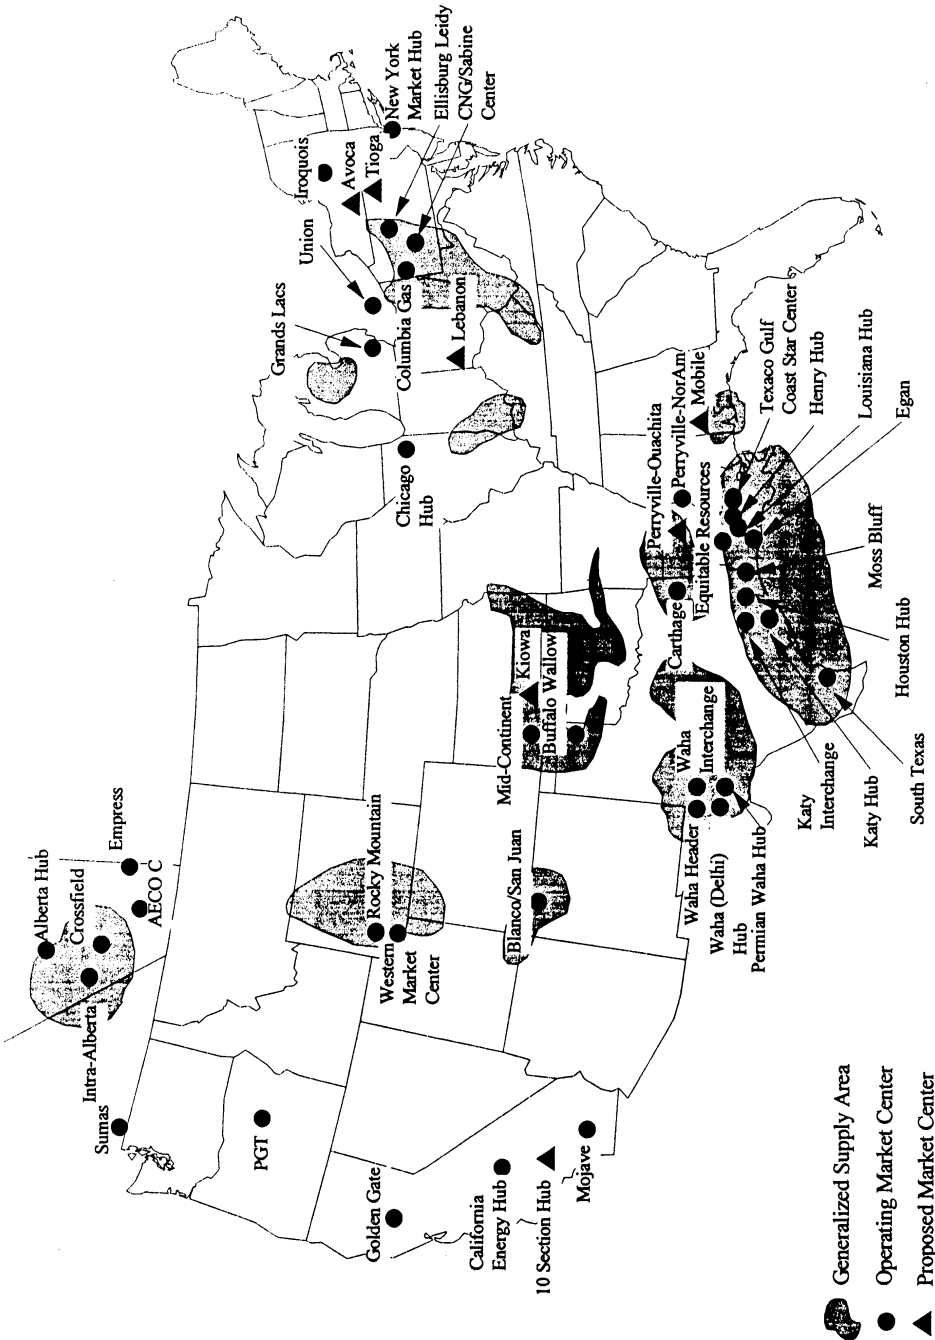 Sumas
Intra-Alberta
Alberta Hub
Crossfield
Empress
AECO C
PGT
Golden Gate
California
Energy Hub
10 Section Hub
Mojave
Rocky Mountain
Western
Market
Center
Blanco/San Juan
Mid-Continent
Kiowa
Buffalo Wallow
Waha
Interchange
Waha Header
Waha (Delhi)
Hub
Permian Waha Hub
Katy
Interchange
Katy Hub
South Texas
Houston Hub
Moss Bluff
Carthage
Equitable Resources
Perryville-Ouachita
Perryville-NorAm
Mobile
Texaco Gulf
Coast Star Center
Henry Hub
Louisiana Hub
Egan
Chicago
Hub
Grands Lacs
Union
Columbia Gas
Lebanon
Iroquois
Avoca
Tioga
New York
Market Hub
Ellisburg Leidy
CNG/Sabine
Center
Generalized Supply Area
Operating Market Center
Proposed Market Center